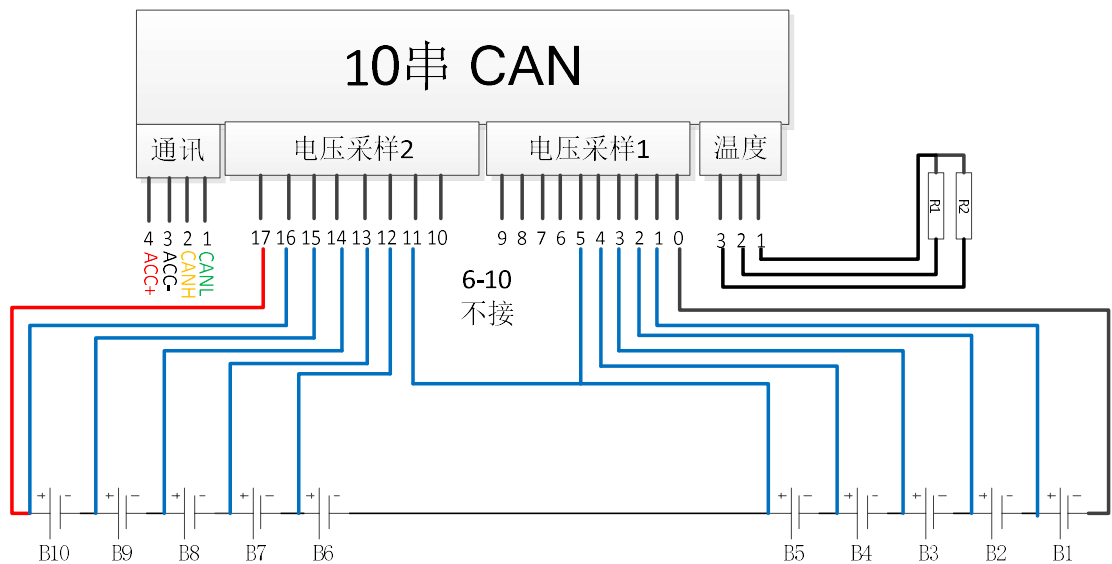 10串 CAN
通讯 电压采样2 电压采样1 温度
4 3 2 1 17 16 15 14 13 12 11 10 9 8 7 6 5 4 3 2 1 0 3 2 1
ACC+
ACC-
CANH
CANL
R1 R2
6-10
不接
+ - + - + - + - + - + - + - + - + - + -
B10 B9 B8 B7 B6 B5 B4 B3 B2 B1